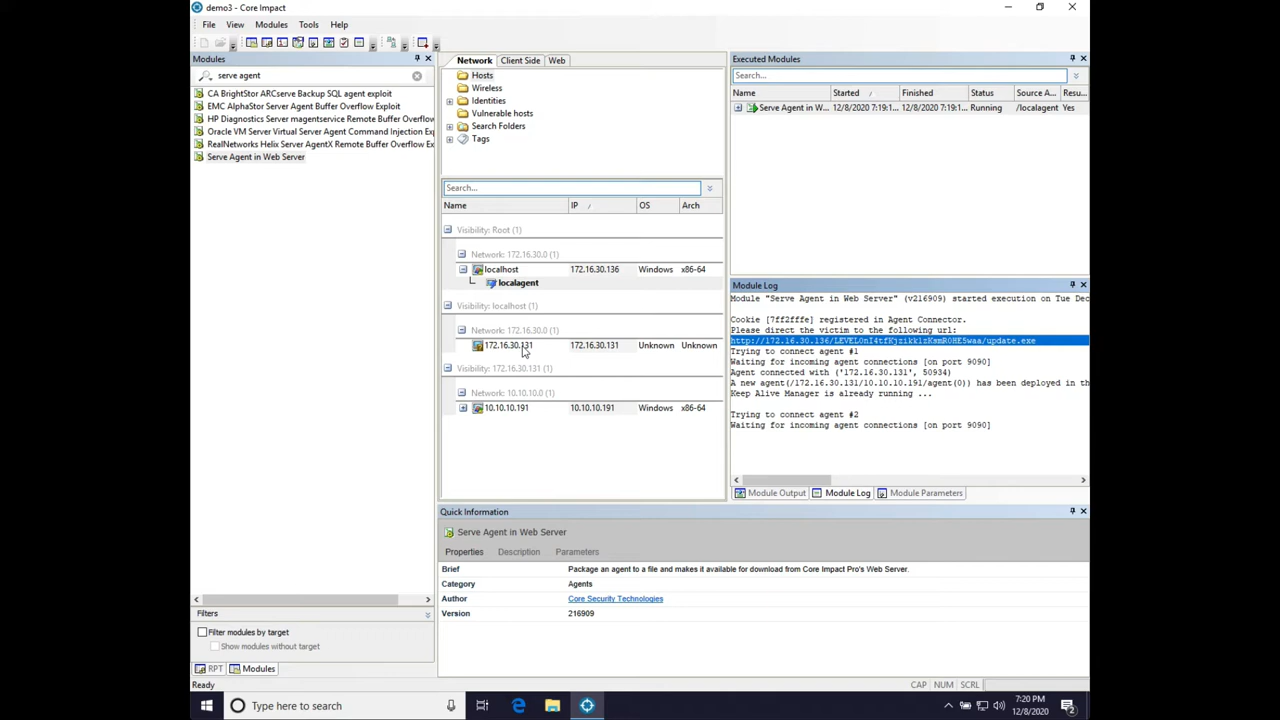 demo3 - Core Impact
File View Modules Tools Help
Modules
serve agent
CA BrightStor ARCserve Backup SQL agent exploit
EMC AlphaStor Server Agent Buffer Overflow Exploit
HP Diagnostics Server magentservice Remote Buffer Overflow Ex
Oracle VM Server Virtual Server Agent Command Injection Exp
RealNetworks Helix Server AgentX Remote Buffer Overflow Ex
Serve Agent in Web Server
Filters
Filter modules by target
Show modules without target
RPT Modules
Network Client Side Web
Hosts
Wireless
Identities
Vulnerable hosts
Search Folders
Tags
Search...
Name IP OS Arch
Visibility: Root (1)
Network: 172.16.30.0 (1)
localhost 172.16.30.136 Windows x86-64
localagent
Visibility: localhost (1)
Network: 172.16.30.0 (1)
172.16.30.131 172.16.30.131 Unknown Unknown
Visibility: 172.16.30.131 (1)
Network: 10.10.10.0 (1)
10.10.10.191 10.10.10.191 Windows x86-64
Executed Modules
Search...
Name Started Finished Status Source A... Resu...
Serve Agent in W... 12/8/2020 7:19:1... 12/8/2020 7:19:1... Running /localagent Yes
Module Log
Module "Serve Agent in Web Server" (v216909) started execution on Tue Dec
Cookie [7ff2fffe] registered in Agent Connector.
Please direct the victim to the following url:
Trying to connect agent #1
Waiting for incoming agent connections [on port 9090]
Agent connected with ('172.16.30.131', 50934)
A new agent(/172.16.30.131/10.10.10.191/agent(0)) has been deployed in th
Keep Alive Manager is already running ...
Trying to connect agent #2
Waiting for incoming agent connections [on port 9090]
Module Output Module Log Module Parameters
Quick Information
Serve Agent in Web Server
Properties Description Parameters
Brief Package an agent to a file and makes it available for download from Core Impact Pro's Web Server.
Category Agents
Author Core Security Technologies
Version 216909
Ready CAP NUM SCRL
Type here to search
7:20 PM
12/8/2020
2